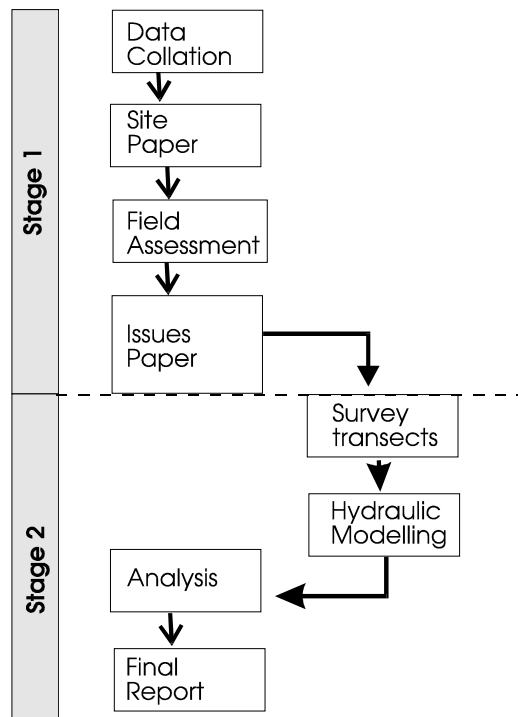 Stage 1
Data
Collation
Site
Paper
Field
Assessment
Issues
Paper
Stage 2
Survey
transects
Hydraulic
Modelling
Analysis
Final
Report